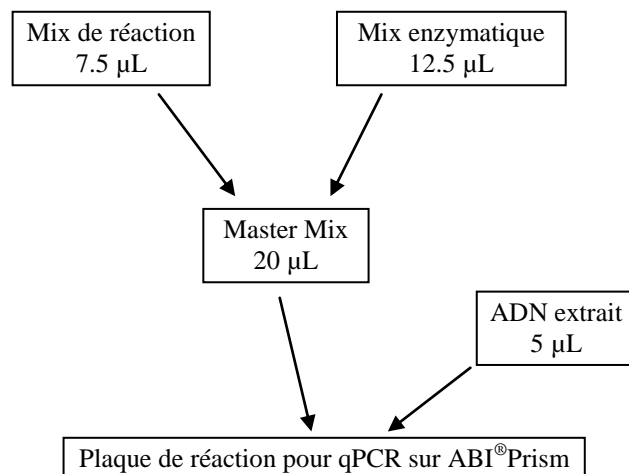 Mix de réaction
7.5 µL
Mix enzymatique
12.5 µL
Master Mix
20 µL
ADN extrait
5 µL
Plaque de réaction pour qPCR sur ABI®Prism